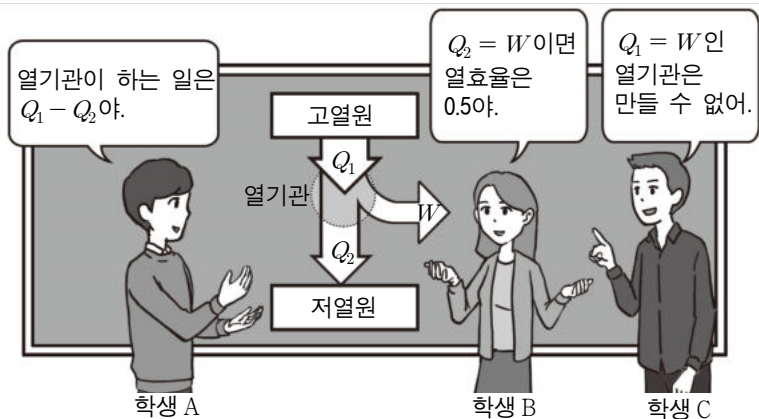 열기관이 하는 일은
Q₁ − Q₂야.
Q₂ = W이면
열효율은
0.5야.
Q₁ = W인
열기관은
만들 수 없어.
고열원
Q₁
열기관
W
Q₂
저열원
학생 A
학생 B
학생 C